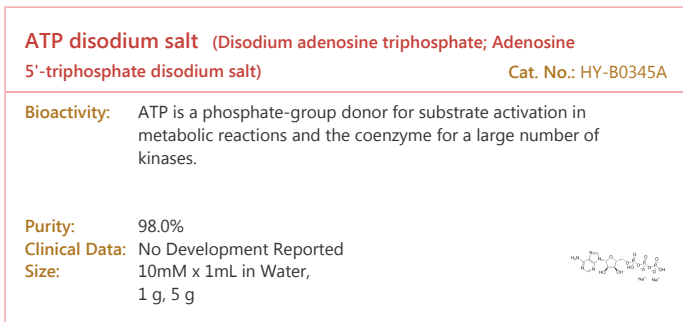 ATP disodium salt (Disodium adenosine triphosphate; Adenosine
5'-triphosphate disodium salt) Cat. No.: HY-B0345A
Bioactivity: ATP is a phosphate-group donor for substrate activation in
metabolic reactions and the coenzyme for a large number of
kinases.
Purity: 98.0%
Clinical Data: No Development Reported
Size: 10mM x 1mL in Water,
1 g, 5 g